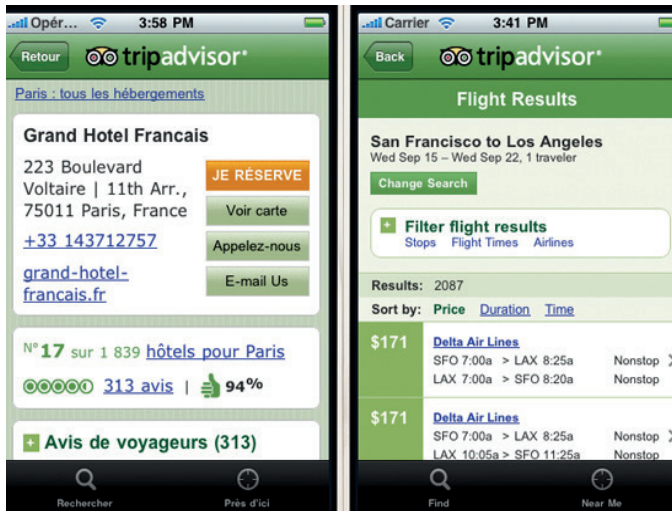 Opér... 3:58 PM
Retour tripadvisor®
Paris : tous les hébergements
Grand Hotel Francais
223 Boulevard
Voltaire | 11th Arr.,
75011 Paris, France
+33 143712757
grand-hotel-
francais.fr
JE RÉSERVE
Voir carte
Appelez-nous
E-mail Us
N°17 sur 1 839 hôtels pour Paris
313 avis | 94%
Avis de voyageurs (313)
Rechercher Près d'ici
Carrier 3:41 PM
Back tripadvisor®
Flight Results
San Francisco to Los Angeles
Wed Sep 15 – Wed Sep 22, 1 traveler
Change Search
Filter flight results
Stops Flight Times Airlines
Results: 2087
Sort by: Price Duration Time
$171 Delta Air Lines
SFO 7:00a > LAX 8:25a Nonstop
LAX 7:00a > SFO 8:20a Nonstop
$171 Delta Air Lines
SFO 7:00a > LAX 8:25a Nonstop
LAX 10:05a > SFO 11:25a Nonstop
Find Near Me